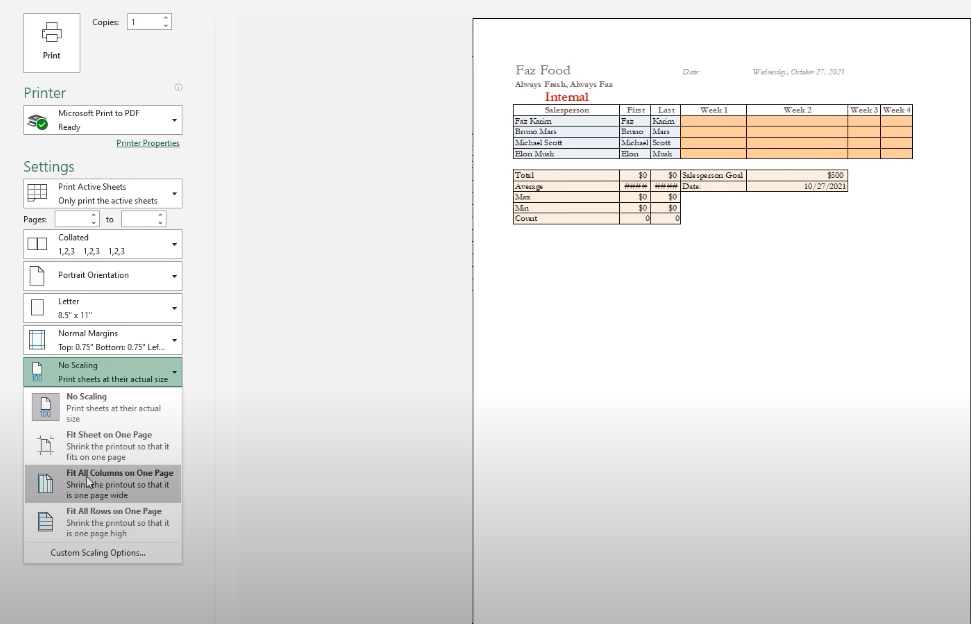 Print
Copies: 1
Printer
Microsoft Print to PDF
Ready
Printer Properties
Settings
Print Active Sheets
Only print the active sheets
Pages: to
Collated
1,2,3 1,2,3 1,2,3
Portrait Orientation
Letter
8.5" x 11"
Normal Margins
Top: 0.75" Bottom: 0.75" Lef...
No Scaling
Print sheets at their actual size
100
No Scaling
Print sheets at their actual
size
100
Fit Sheet on One Page
Shrink the printout so that it
fits on one page
Fit All Columns on One Page
Shrink the printout so that it
is one page wide
Fit All Rows on One Page
Shrink the printout so that it
is one page high
Custom Scaling Options...
Faz Food Date: Wednesday, October 27, 2021
Always Fresh, Always Faz
Internal
Salesperson First Last Week 1 Week 2 Week 3 Week 4
Faz Karim Faz Karim
Bruno Mars Bruno Mars
Michael Scott Michael Scott
Elon Musk Elon Musk
Total $0 $0 Salesperson Goal $500
Average #### #### Date: 10/27/2021
Max $0 $0
Min $0 $0
Count 0 0